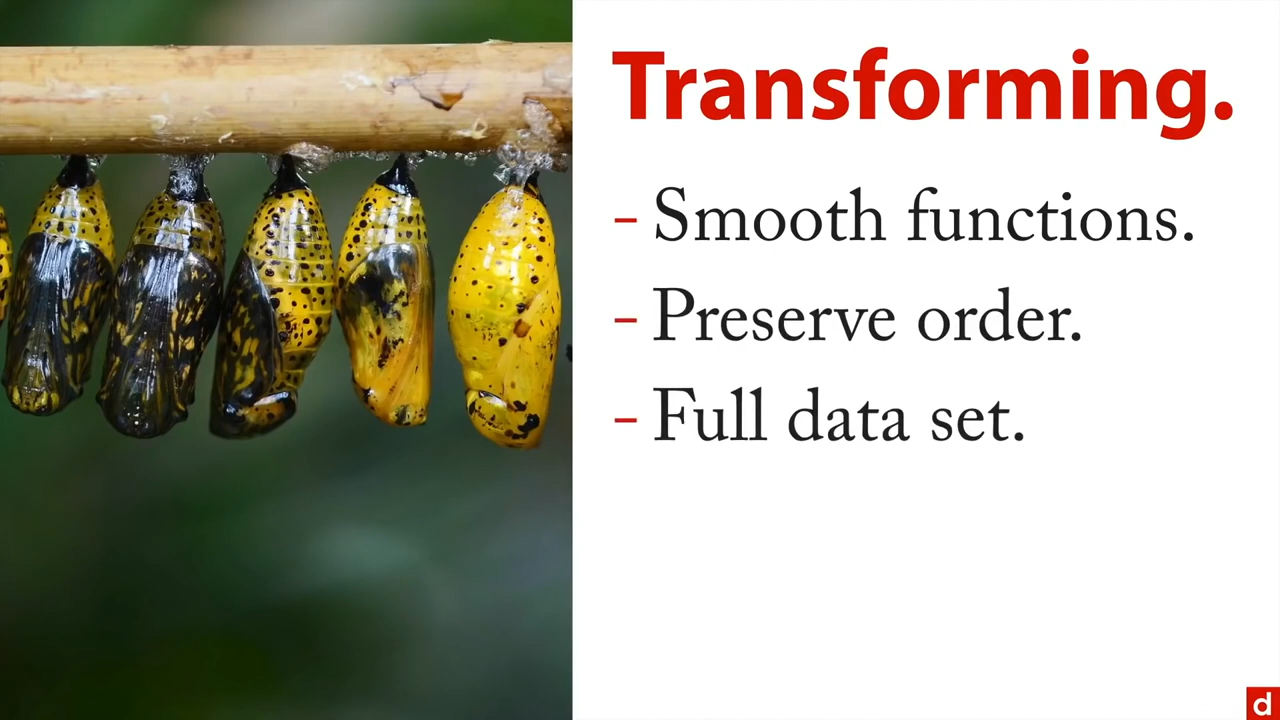 Transforming.
- Smooth functions.
- Preserve order.
- Full data set.
d